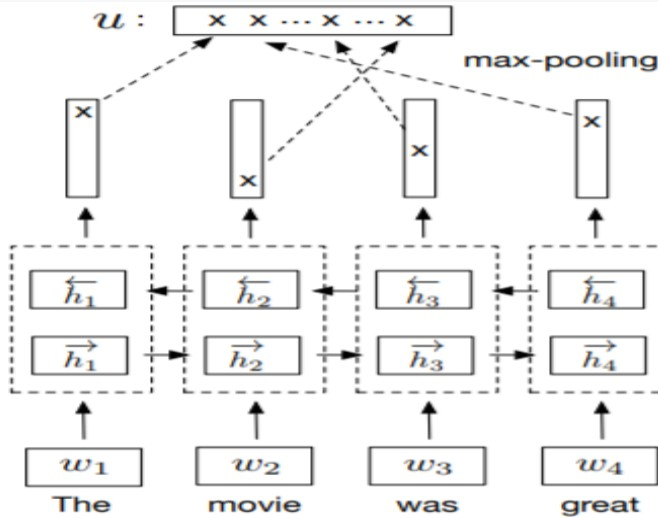 u : x x ... x ... x
max-pooling
x x x x
←h₁ ←h₂ ←h₃ ←h₄
→h₁ →h₂ →h₃ →h₄
w₁ w₂ w₃ w₄
The movie was great